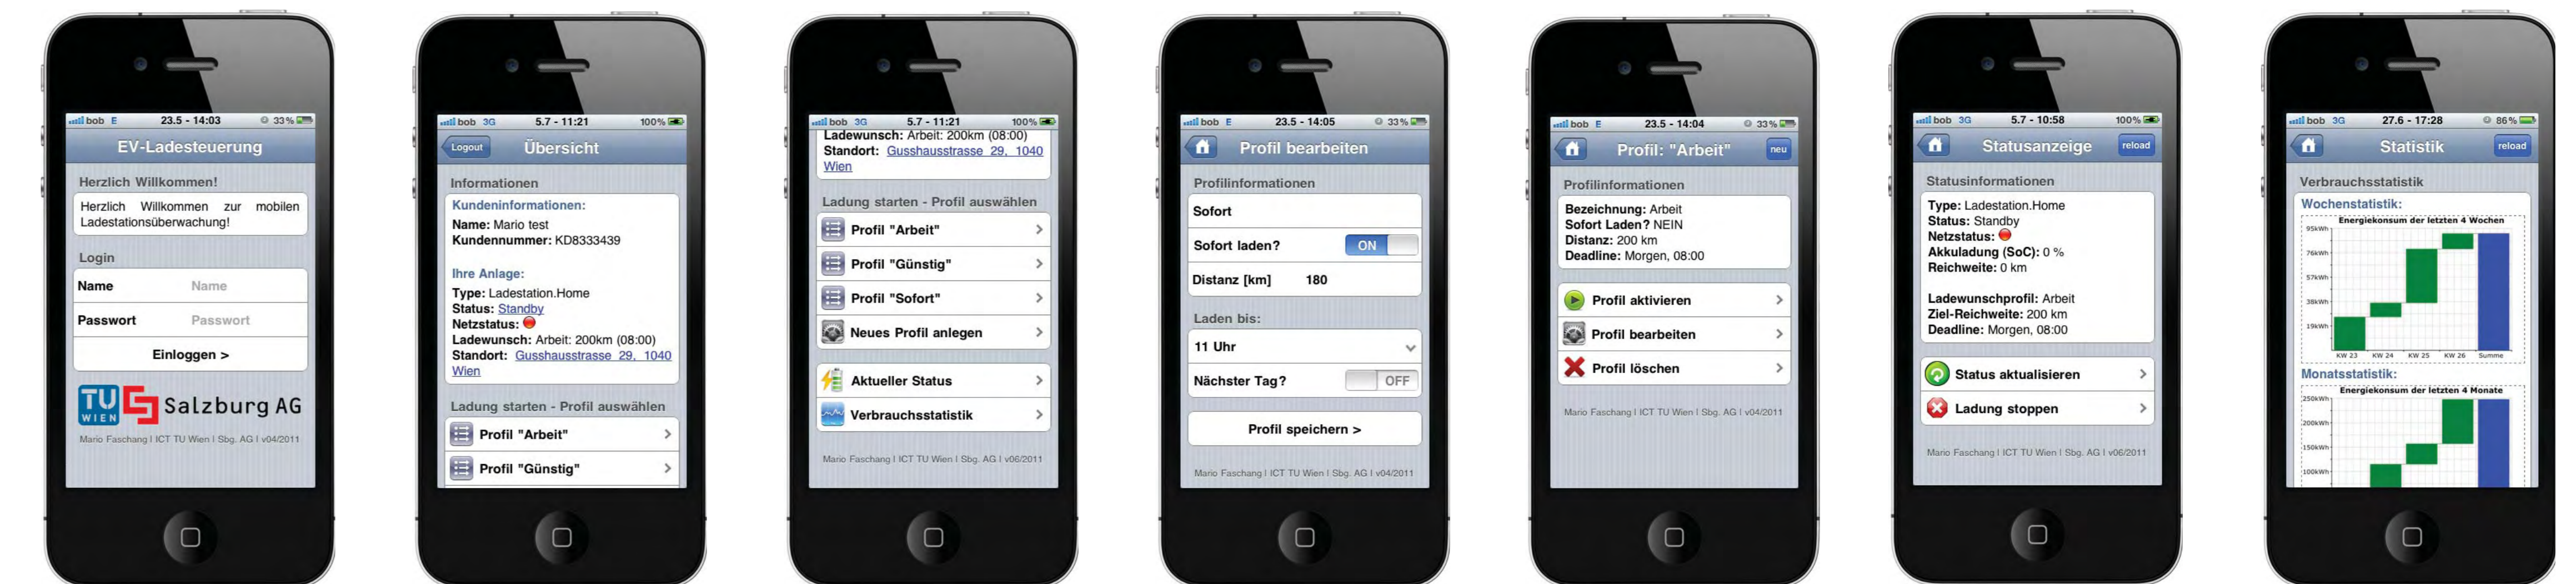 bob E 23.5 - 14:03 33%
EV-Ladesteuerung
Herzlich Willkommen!
Herzlich Willkommen zur mobilen
Ladestationsüberwachung!
Login
Name Name
Passwort Passwort
Einloggen >
TU WIEN Salzburg AG
Mario Faschang | ICT TU Wien | Sbg. AG | v04/2011
bob 3G 5.7 - 11:21 100%
Logout Übersicht
Informationen
Kundeninformationen:
Name: Mario test
Kundennummer: KD8333439
Ihre Anlage:
Type: Ladestation.Home
Status: Standby
Netzstatus:
Ladewunsch: Arbeit: 200km (08:00)
Standort: Gusshausstrasse 29, 1040
Wien
Ladung starten - Profil auswählen
Profil "Arbeit"
Profil "Günstig"
bob 3G 5.7 - 11:21 100%
Ladewunsch: Arbeit: 200km (08:00)
Standort: Gusshausstrasse 29, 1040
Wien
Ladung starten - Profil auswählen
Profil "Arbeit"
Profil "Günstig"
Profil "Sofort"
Neues Profil anlegen
Aktueller Status
Verbrauchsstatistik
Mario Faschang | ICT TU Wien | Sbg. AG | v06/2011
bob E 23.5 - 14:05 33%
Profil bearbeiten
Profilinformationen
Sofort
Sofort laden? ON
Distanz [km] 180
Laden bis:
11 Uhr
Nächster Tag? OFF
Profil speichern >
Mario Faschang | ICT TU Wien | Sbg. AG | v04/2011
bob E 23.5 - 14:04 33%
Profil: "Arbeit" neu
Profilinformationen
Bezeichnung: Arbeit
Sofort Laden? NEIN
Distanz: 200 km
Deadline: Morgen, 08:00
Profil aktivieren
Profil bearbeiten
Profil löschen
Mario Faschang | ICT TU Wien | Sbg. AG | v04/2011
bob 3G 5.7 - 10:58 100%
Statusanzeige reload
Statusinformationen
Type: Ladestation.Home
Status: Standby
Netzstatus:
Akkuladung (SoC): 0 %
Reichweite: 0 km
Ladewunschprofil: Arbeit
Ziel-Reichweite: 200 km
Deadline: Morgen, 08:00
Status aktualisieren
Ladung stoppen
Mario Faschang | ICT TU Wien | Sbg. AG | v06/2011
bob 3G 27.6 - 17:28 86%
Statistik reload
Verbrauchsstatistik
Wochenstatistik:
Energiekonsum der letzten 4 Wochen
95kWh
76kWh
57kWh
38kWh
19kWh
KW 23 KW 24 KW 25 KW 26 Summe
Monatsstatistik:
Energiekonsum der letzten 4 Monate
250kWh
200kWh
150kWh
100kWh